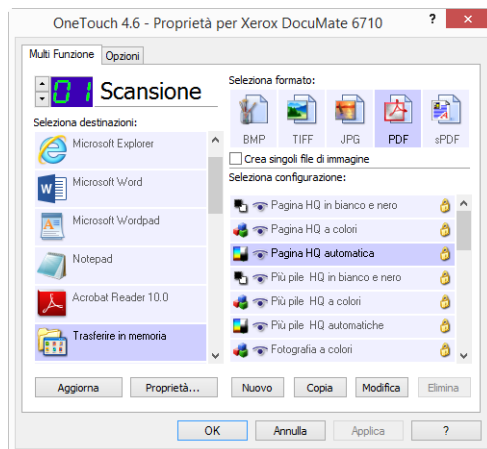 OneTouch 4.6 - Proprietà per Xerox DocuMate 6710 ? ×
Multi Funzione Opzioni
01 Scansione
Seleziona destinazioni:
Microsoft Explorer
Microsoft Word
Microsoft Wordpad
Notepad
Acrobat Reader 10.0
Trasferire in memoria
Aggiorna Proprietà...
Seleziona formato:
BMP TIFF JPG PDF sPDF
Crea singoli file di immagine
Seleziona configurazione:
Pagina HQ in bianco e nero
Pagina HQ a colori
Pagina HQ automatica
Più pile HQ in bianco e nero
Più pile HQ a colori
Più pile HQ automatiche
Fotografia a colori
Nuovo Copia Modifica Elimina
OK Annulla Applica ?